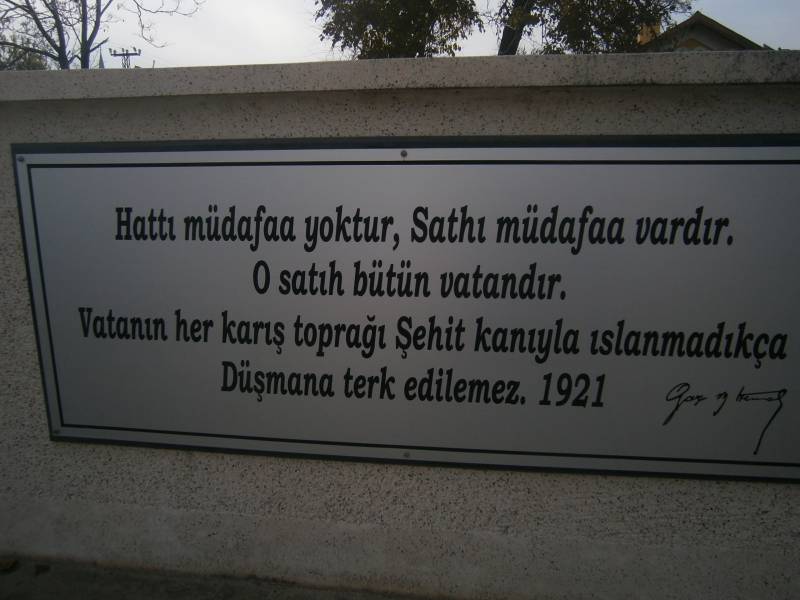 Hattı müdafaa yoktur, Sathı müdafaa vardır.
O satıh bütün vatandır.
Vatanın her karış toprağı Şehit kanıyla ıslanmadıkça
Düşmana terk edilemez. 1921